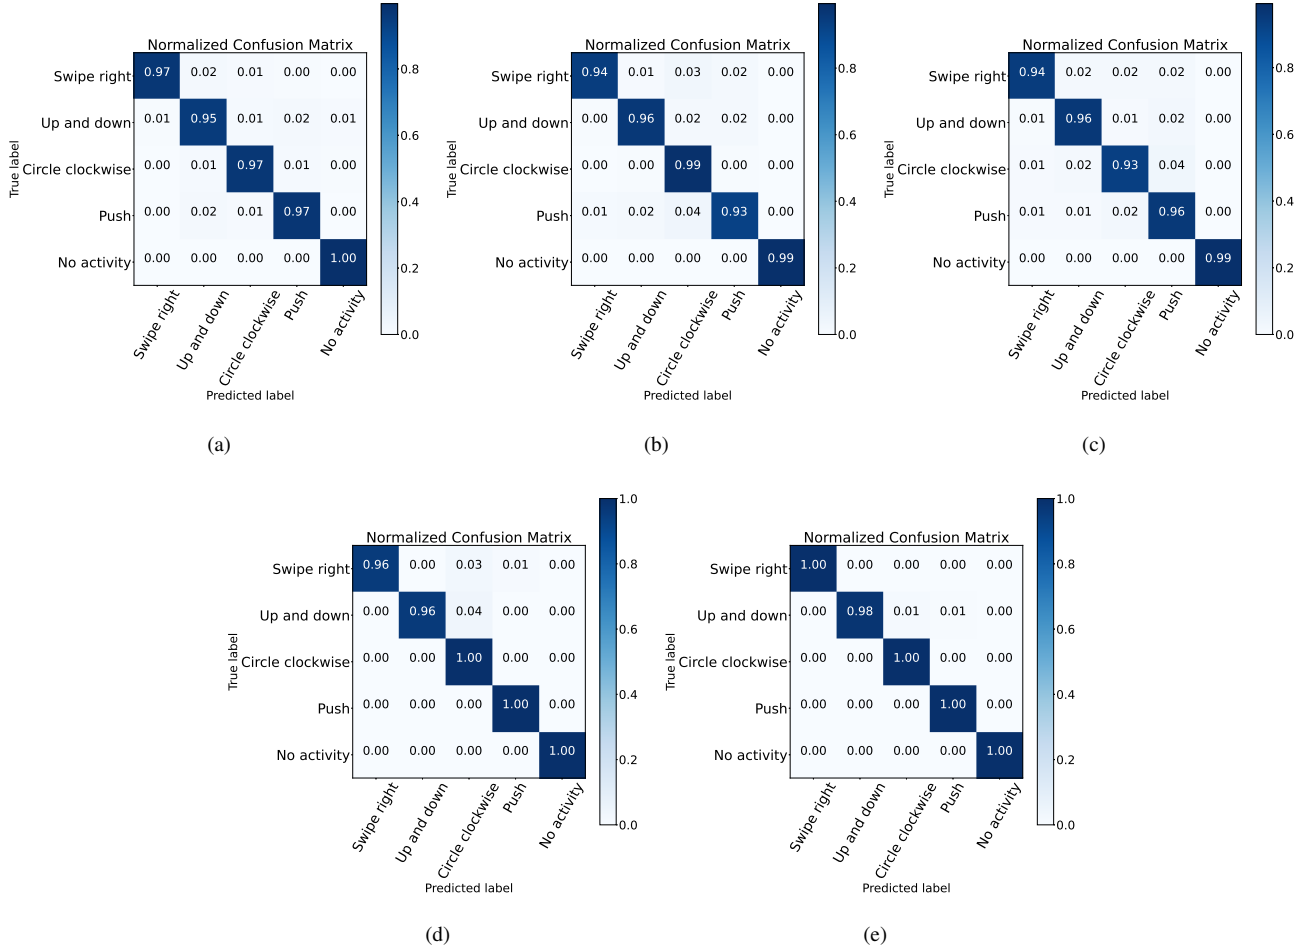 Normalized Confusion Matrix
True label
Swipe right 0.97 0.02 0.01 0.00 0.00
Up and down 0.01 0.95 0.01 0.02 0.01
Circle clockwise 0.00 0.01 0.97 0.01 0.00
Push 0.00 0.02 0.01 0.97 0.00
No activity 0.00 0.00 0.00 0.00 1.00
Swipe right Up and down Circle clockwise Push No activity
Predicted label
0.8
0.6
0.4
0.2
0.0
(a)
Normalized Confusion Matrix
True label
Swipe right 0.94 0.01 0.03 0.02 0.00
Up and down 0.00 0.96 0.02 0.02 0.00
Circle clockwise 0.00 0.00 0.99 0.00 0.00
Push 0.01 0.02 0.04 0.93 0.00
No activity 0.00 0.00 0.00 0.00 0.99
Swipe right Up and down Circle clockwise Push No activity
Predicted label
0.8
0.6
0.4
0.2
0.0
(b)
Normalized Confusion Matrix
True label
Swipe right 0.94 0.02 0.02 0.02 0.00
Up and down 0.01 0.96 0.01 0.02 0.00
Circle clockwise 0.01 0.02 0.93 0.04 0.00
Push 0.01 0.01 0.02 0.96 0.00
No activity 0.00 0.00 0.00 0.00 0.99
Swipe right Up and down Circle clockwise Push No activity
Predicted label
0.8
0.6
0.4
0.2
0.0
(c)
Normalized Confusion Matrix
True label
Swipe right 0.96 0.00 0.03 0.01 0.00
Up and down 0.00 0.96 0.04 0.00 0.00
Circle clockwise 0.00 0.00 1.00 0.00 0.00
Push 0.00 0.00 0.00 1.00 0.00
No activity 0.00 0.00 0.00 0.00 1.00
Swipe right Up and down Circle clockwise Push No activity
Predicted label
1.0
0.8
0.6
0.4
0.2
0.0
(d)
Normalized Confusion Matrix
True label
Swipe right 1.00 0.00 0.00 0.00 0.00
Up and down 0.00 0.98 0.01 0.01 0.00
Circle clockwise 0.00 0.00 1.00 0.00 0.00
Push 0.00 0.00 0.00 1.00 0.00
No activity 0.00 0.00 0.00 0.00 1.00
Swipe right Up and down Circle clockwise Push No activity
Predicted label
1.0
0.8
0.6
0.4
0.2
0.0
(e)